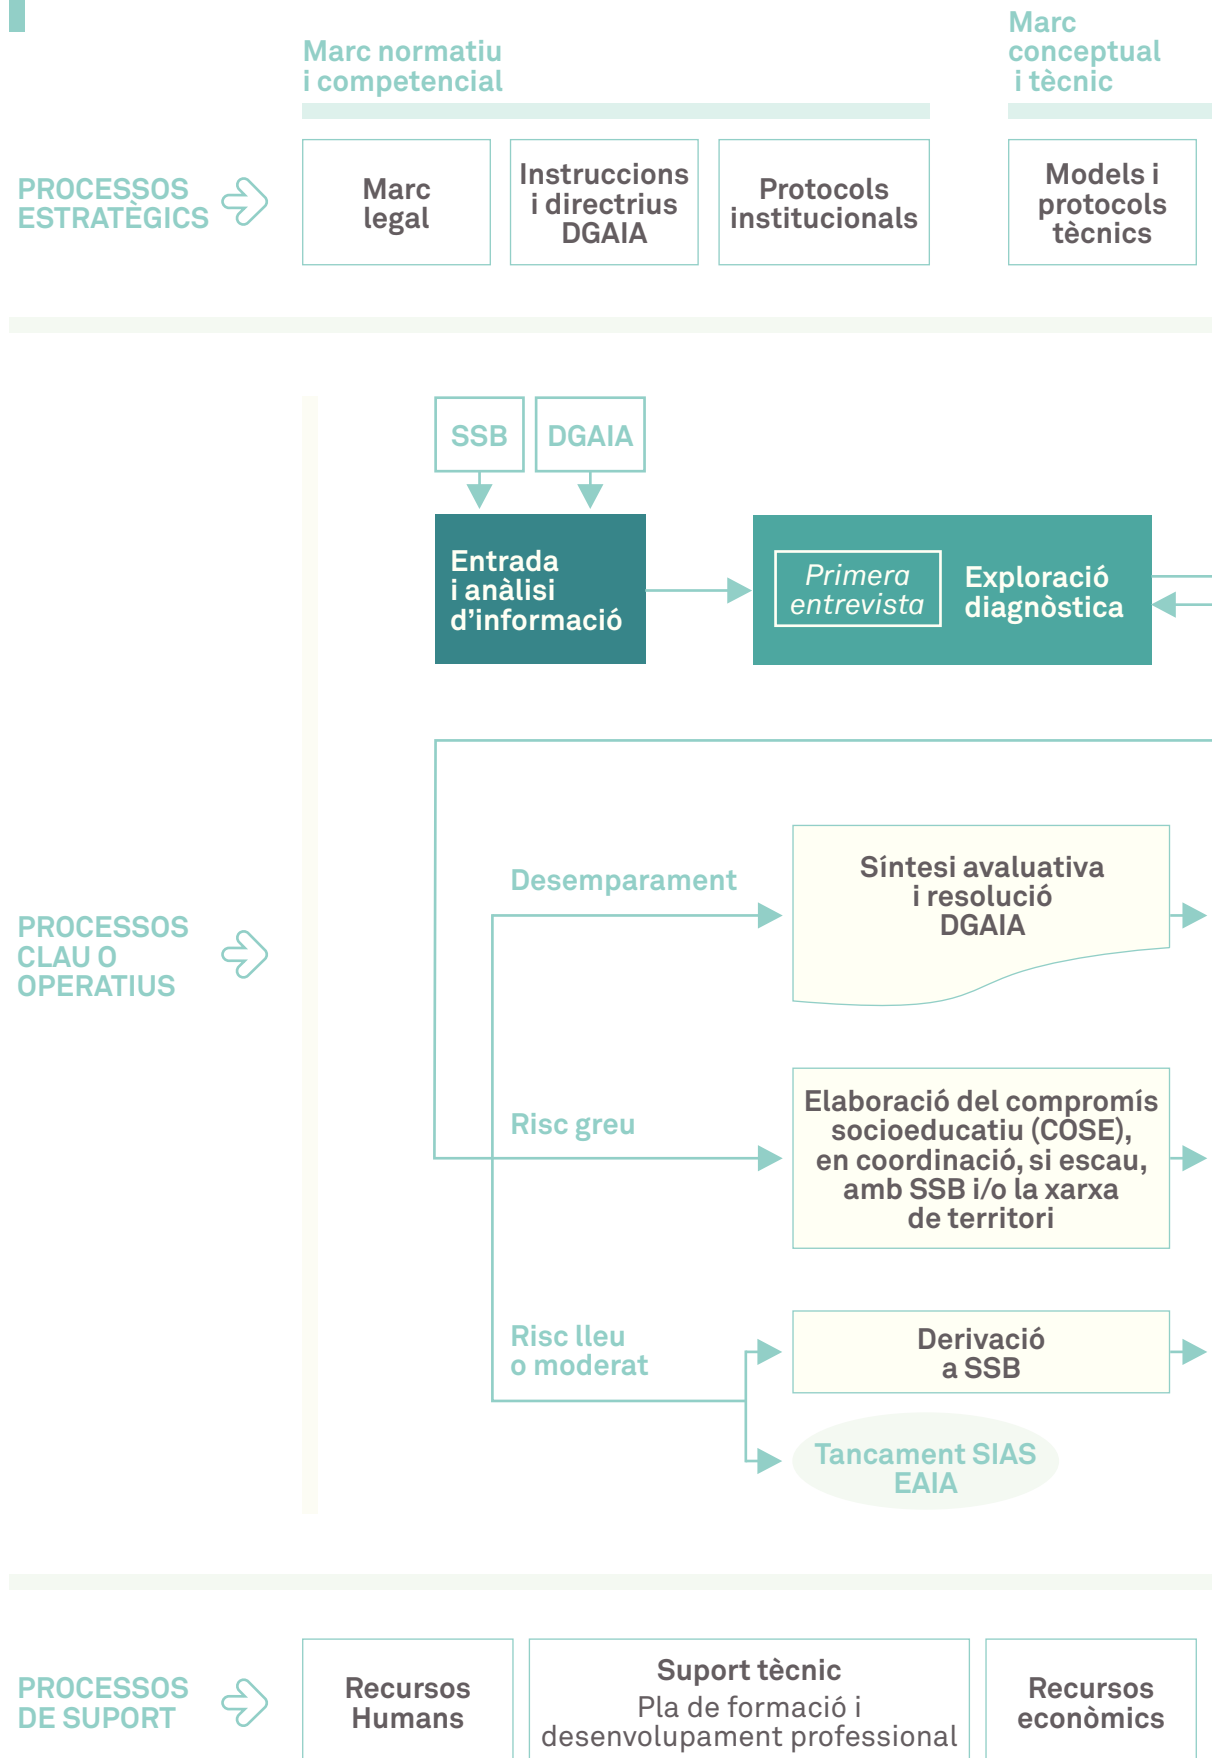 Marc normatiu
i competencial
Marc
conceptual
i tècnic
PROCESSOS
ESTRATÈGICS
Marc
legal
Instruccions
i directrius
DGAIA
Protocols
institucionals
Models i
protocols
tècnics
SSB
DGAIA
Entrada
i anàlisi
d'informació
Primera
entrevista
Exploració
diagnòstica
PROCESSOS
CLAU O
OPERATIUS
Desemparament
Síntesi avaluativa
i resolució
DGAIA
Risc greu
Elaboració del compromís
socioeducatiu (COSE),
en coordinació, si escau,
amb SSB i/o la xarxa
de territori
Risc lleu
o moderat
Derivació
a SSB
Tancament SIAS
EAIA
PROCESSOS
DE SUPORT
Recursos
Humans
Suport tècnic
Pla de formació i
desenvolupament professional
Recursos
econòmics